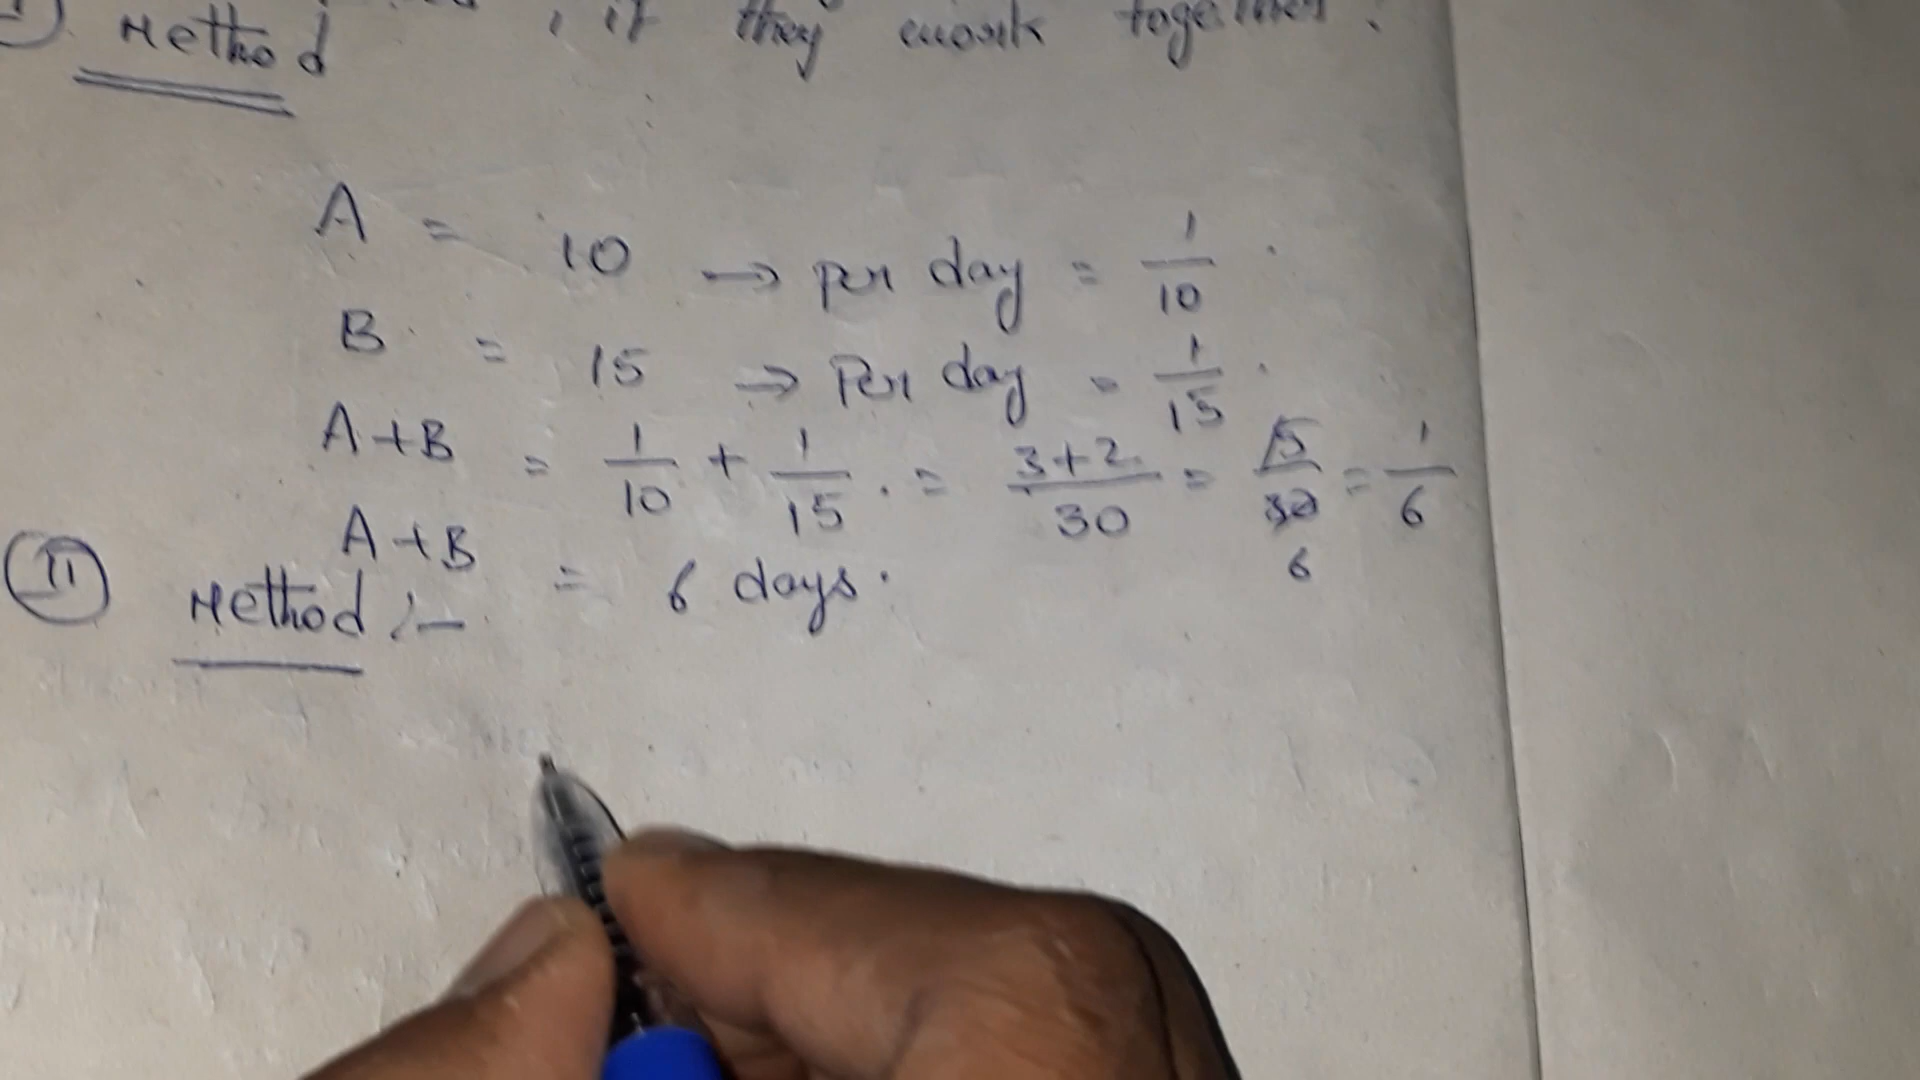 , if they work together.
Method
A = 10 → per day = 1/10.
B = 15 → Per day = 1/15.
A+B = 1/10 + 1/15. = 3+2/30 = 5/30 = 1/6
6
A+B = 6 days.
II Method :-